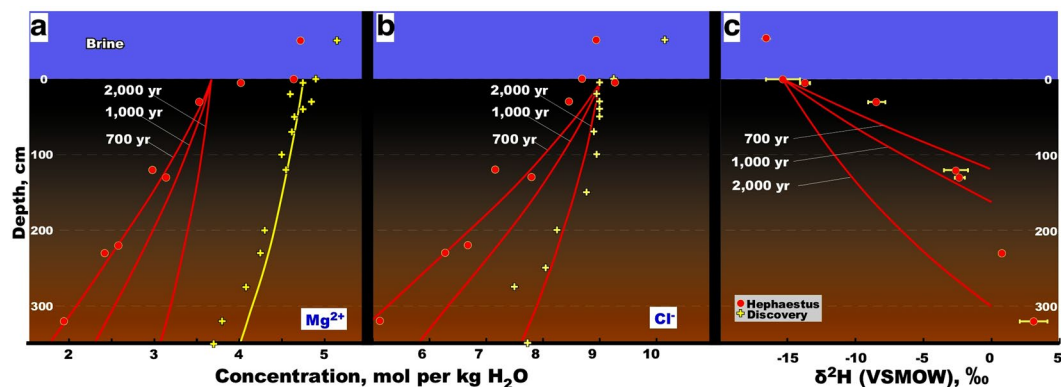 a
b
c
Brine
0
100
200
300
Depth, cm
2,000 yr
1,000 yr
700 yr
Mg2+
2
3
4
5
2,000 yr
1,000 yr
700 yr
Cl-
6
7
8
9
10
Concentration, mol per kg H2O
700 yr
1,000 yr
2,000 yr
0
100
200
300
Hephaestus
Discovery
-15
-10
-5
0
5
δ2H (VSMOW), ‰